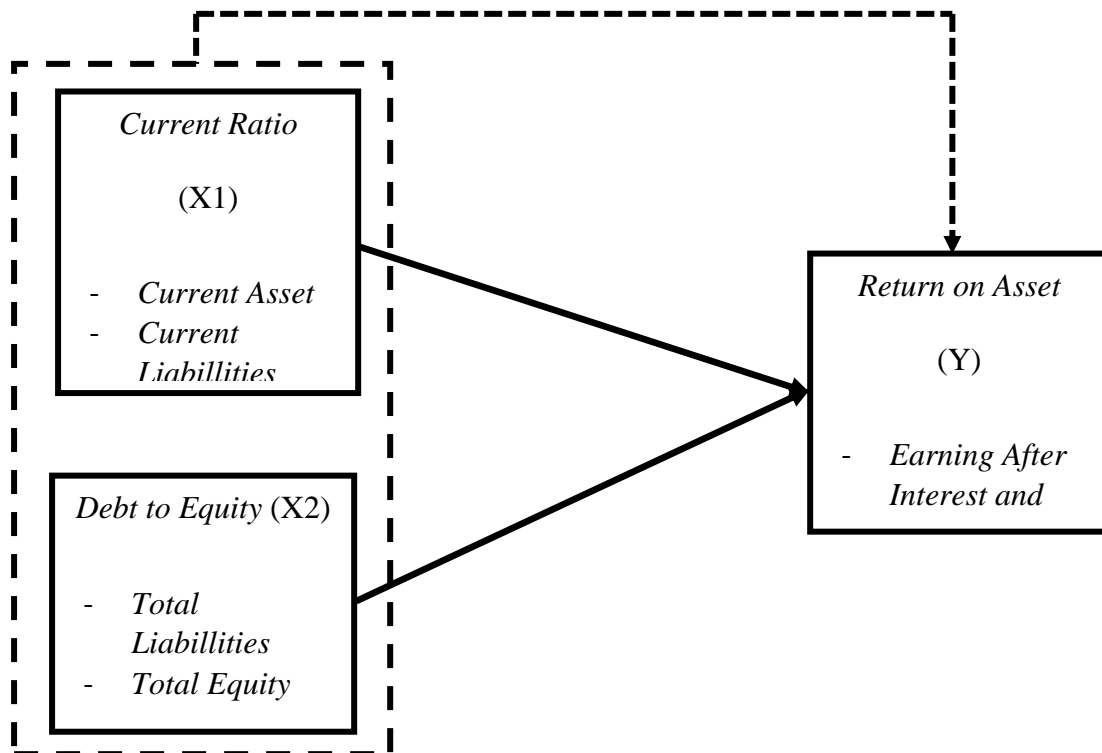 Current Ratio
(X1)
- Current Asset
- Current
Liabillities
Debt to Equity (X2)
- Total
Liabillities
- Total Equity
Return on Asset
(Y)
- Earning After
Interest and